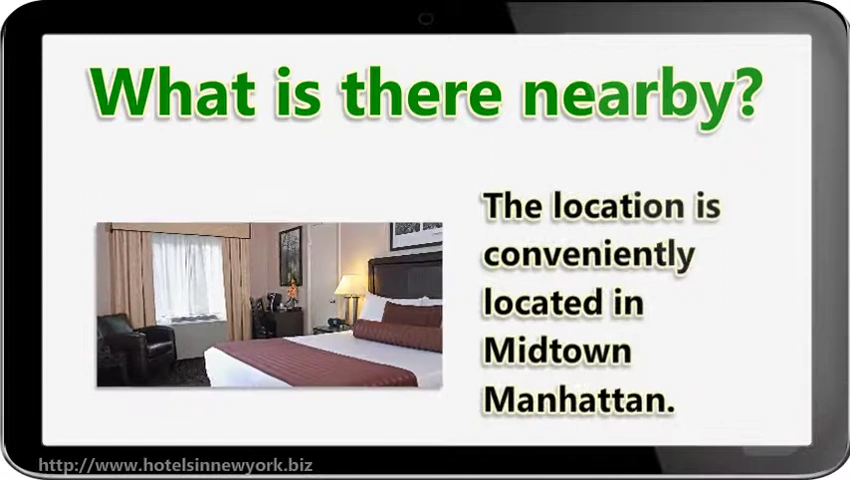 What is there nearby?
The location is
conveniently
located in
Midtown
Manhattan.
http://www.hotelsinnewyork.biz